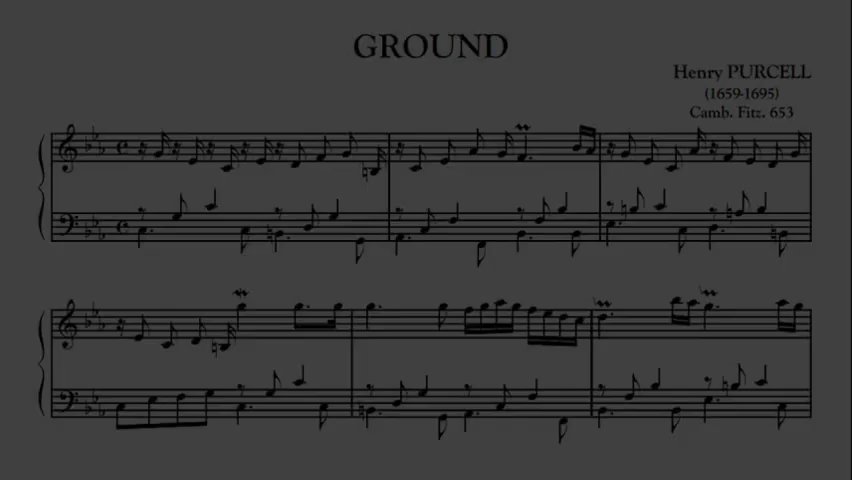 GROUND
Henry PURCELL
(1659-1695)
Camb. Fitz. 653